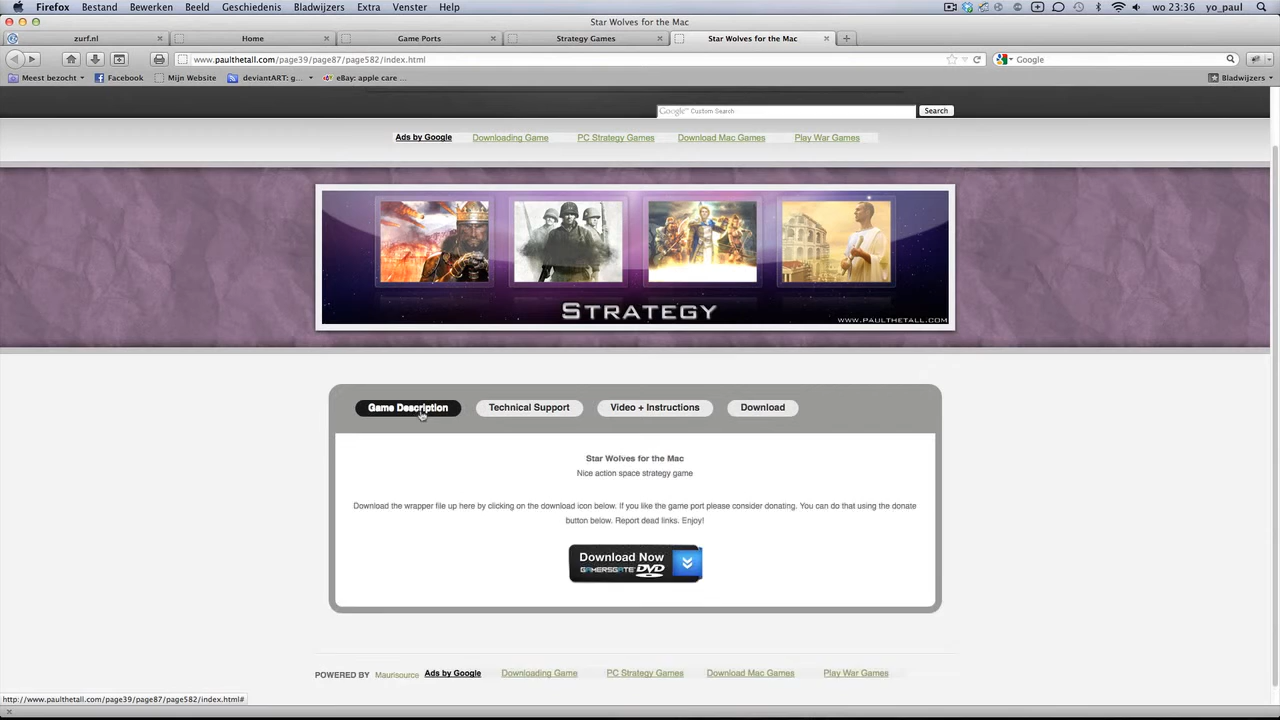 Firefox Bestand Bewerken Beeld Geschiedenis Bladwijzers Extra Venster Help wo 23:36 yo_paul
Star Wolves for the Mac
zurf.nl Home Game Ports Strategy Games Star Wolves for the Mac
www.paulthetall.com/page39/page87/page582/index.html Google
Meest bezocht Facebook Mijn Website deviantART: g... eBay: apple care ... Bladwijzers
Google™ Custom Search Search
Ads by Google Downloading Game PC Strategy Games Download Mac Games Play War Games
STRATEGY
WWW.PAULTHETALL.COM
Game Description Technical Support Video + Instructions Download
Star Wolves for the Mac
Nice action space strategy game
Download the wrapper file up here by clicking on the download icon below. If you like the game port please consider donating. You can do that using the donate
button below. Report dead links. Enjoy!
Download Now
GAMERSGATE DVD
POWERED BY Maurisource Ads by Google Downloading Game PC Strategy Games Download Mac Games Play War Games
http://www.paulthetall.com/page39/page87/page582/index.html#